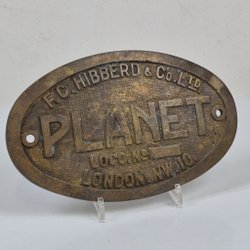 F.C. HIBBERD & CO. LTD
PLANET
LOCO. NO.
LONDON. N.W. 10.